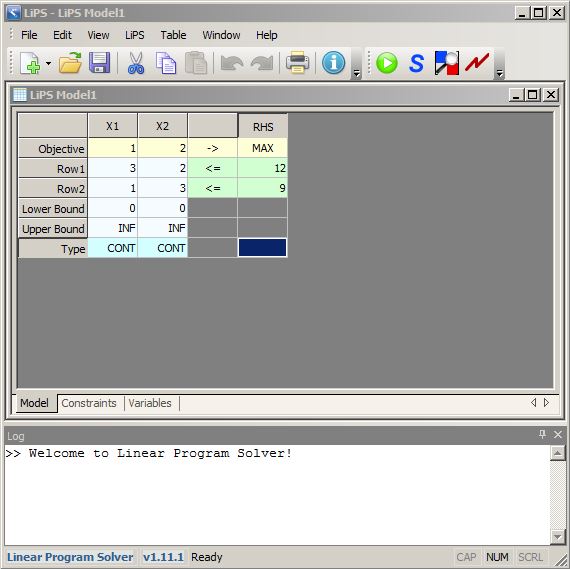 LiPS - LiPS Model1
File Edit View LiPS Table Window Help
LiPS Model1
X1 X2 RHS
Objective 1 2 -> MAX
Row1 3 2 <= 12
Row2 1 3 <= 9
Lower Bound 0 0
Upper Bound INF INF
Type CONT CONT
Model Constraints Variables
Log
>> Welcome to Linear Program Solver!
Linear Program Solver v1.11.1 Ready CAP NUM SCRL